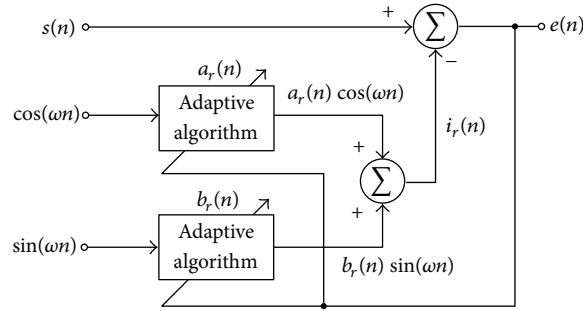 s(n)
+
∑
e(n)
−
a_r(n)
a_r(n) cos(ωn)
cos(ωn)
Adaptive
algorithm
i_r(n)
+
∑
+
b_r(n)
sin(ωn)
Adaptive
algorithm
b_r(n) sin(ωn)